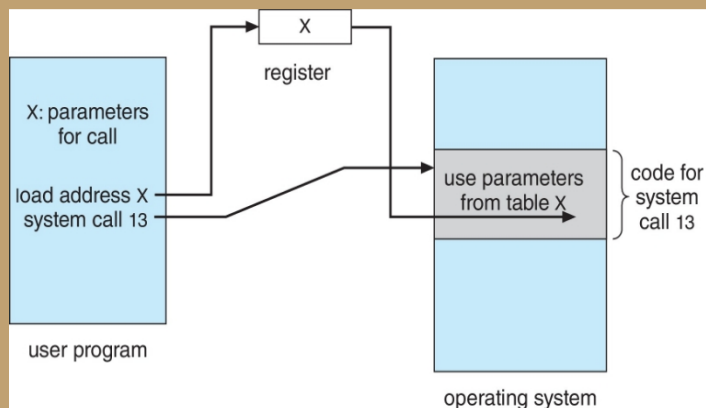 X
register
X: parameters
for call
load address X
system call 13
use parameters
from table X
code for
system
call 13
user program
operating system